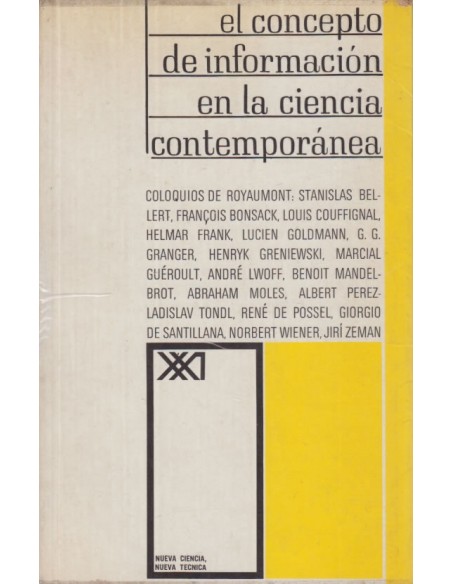 el concepto
de información
en la ciencia
contemporánea
COLOQUIOS DE ROYAUMONT: STANISLAS BEL-
LERT, FRANÇOIS BONSACK, LOUIS COUFFIGNAL,
HELMAR FRANK, LUCIEN GOLDMANN, G. G.
GRANGER, HENRYK GRENIEWSKI, MARCIAL
GUÉROULT, ANDRÉ LWOFF, BENOIT MANDEL-
BROT, ABRAHAM MOLES, ALBERT PEREZ-
LADISLAV TONDL, RENÉ DE POSSEL, GIORGIO
DE SANTILLANA, NORBERT WIENER, JIRÎ ZEMAN
XXI
NUEVA CIENCIA,
NUEVA TECNICA